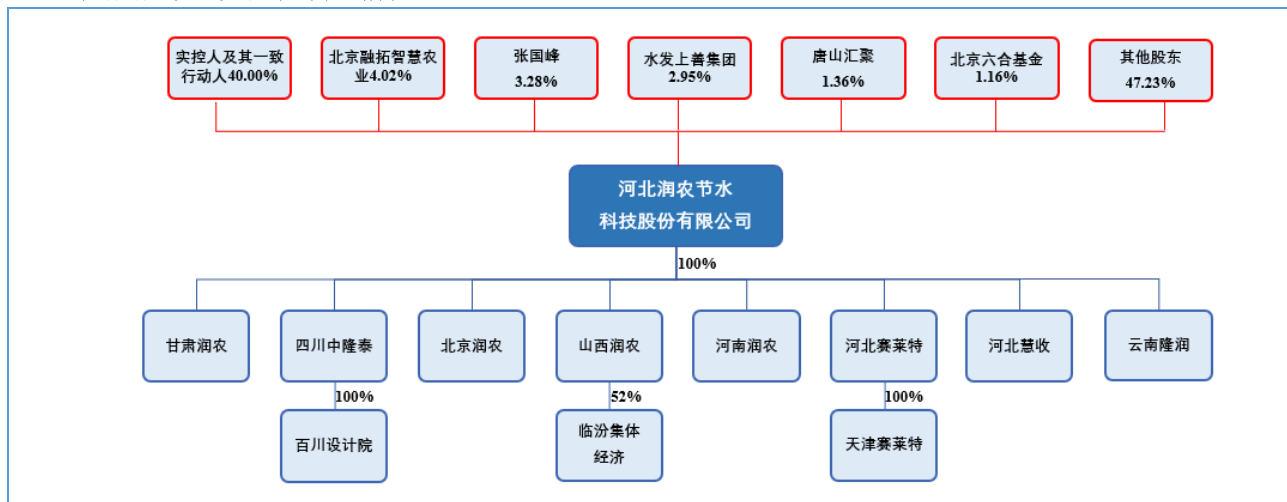 实控人及其一致
行动人40.00%
北京融拓智慧农
业4.02%
张国峰
3.28%
水发上善集团
2.95%
唐山汇聚
1.36%
北京六合基金
1.16%
其他股东
47.23%
河北润农节水
科技股份有限公司
100%
甘肃润农
四川中隆泰
北京润农
山西润农
河南润农
河北赛莱特
河北慧收
云南隆润
100%
52%
100%
百川设计院
临汾集体
经济
天津赛莱特